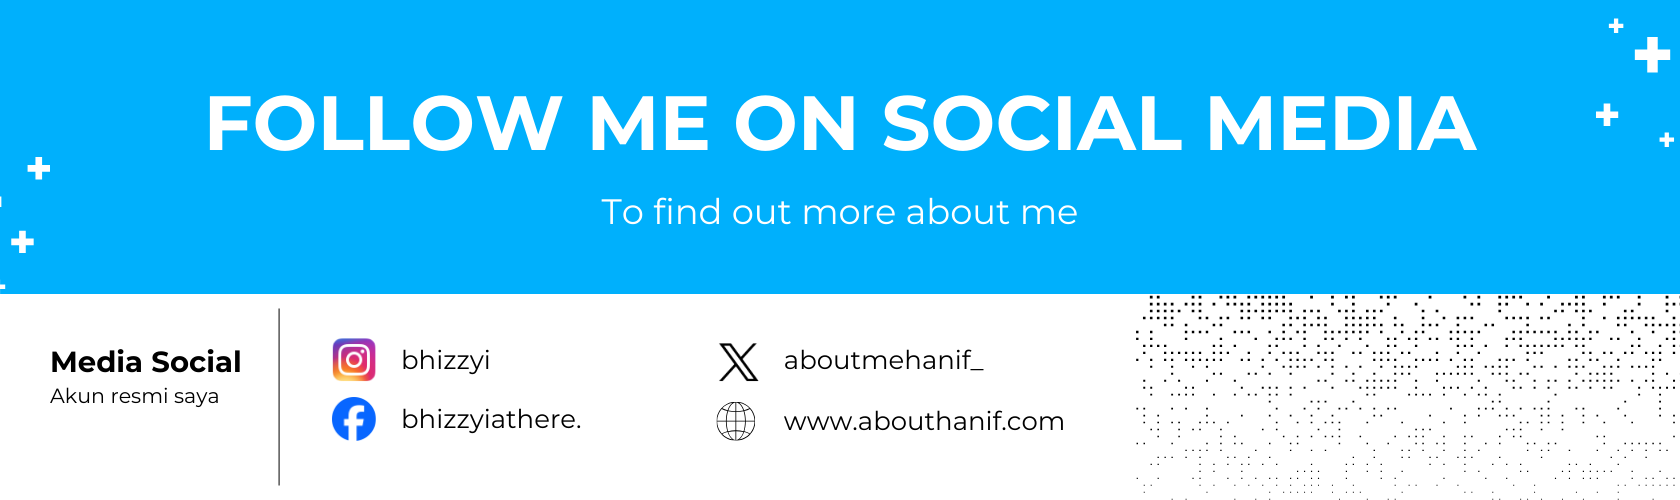 FOLLOW ME ON SOCIAL MEDIA
To find out more about me
Media Social
Akun resmi saya
bhizzyi
bhizzyiathere.
aboutmehanif_
www.abouthanif.com